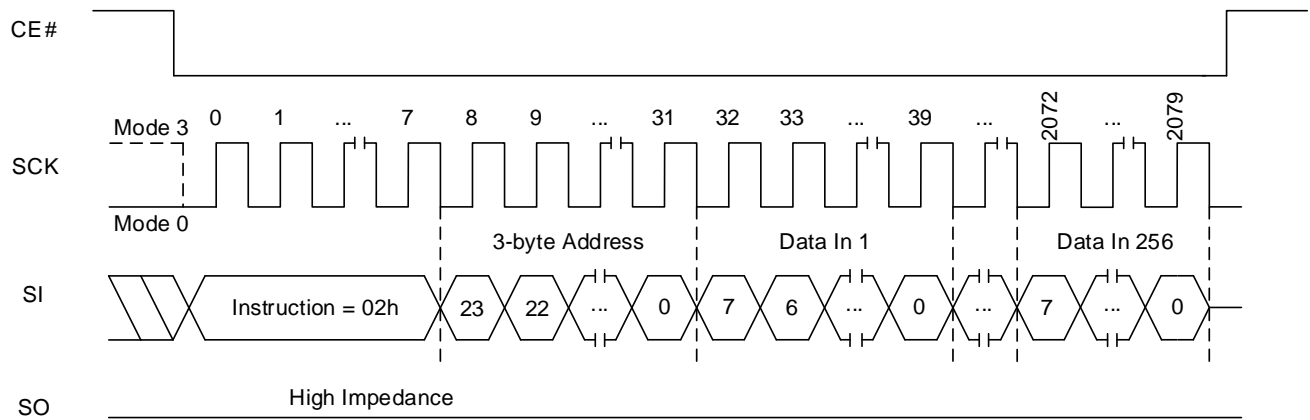 CE#
0 1 ... 7 8 9 ... 31 32 33 ... 39 ... 2072 ... 2079
Mode 3
SCK
Mode 0
3-byte Address Data In 1 Data In 256
SI
Instruction = 02h 23 22 ... 0 7 6 ... 0 ... 7 ... 0
High Impedance
SO